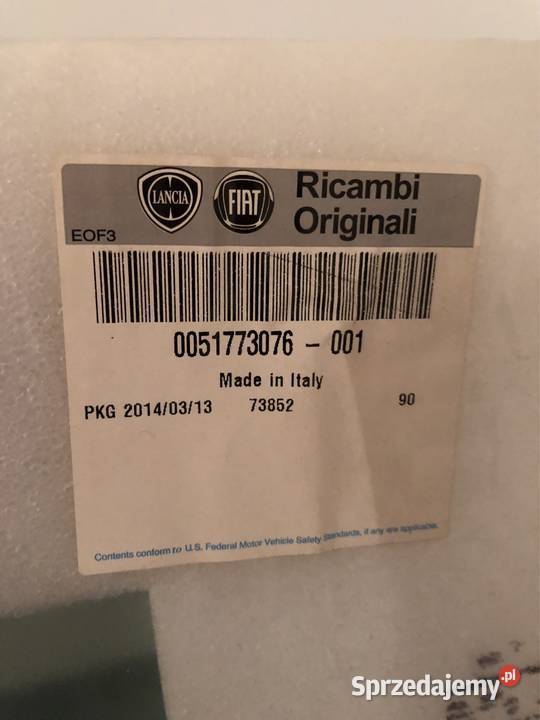 LANCIA
FIAT
Ricambi
Originali
EOF3
0051773076 - 001
Made in Italy
PKG 2014/03/13 73852 90
Contents conform to U.S. Federal Motor Vehicle Safety Standards, if any are applicable.
Sprzedajemy.pl